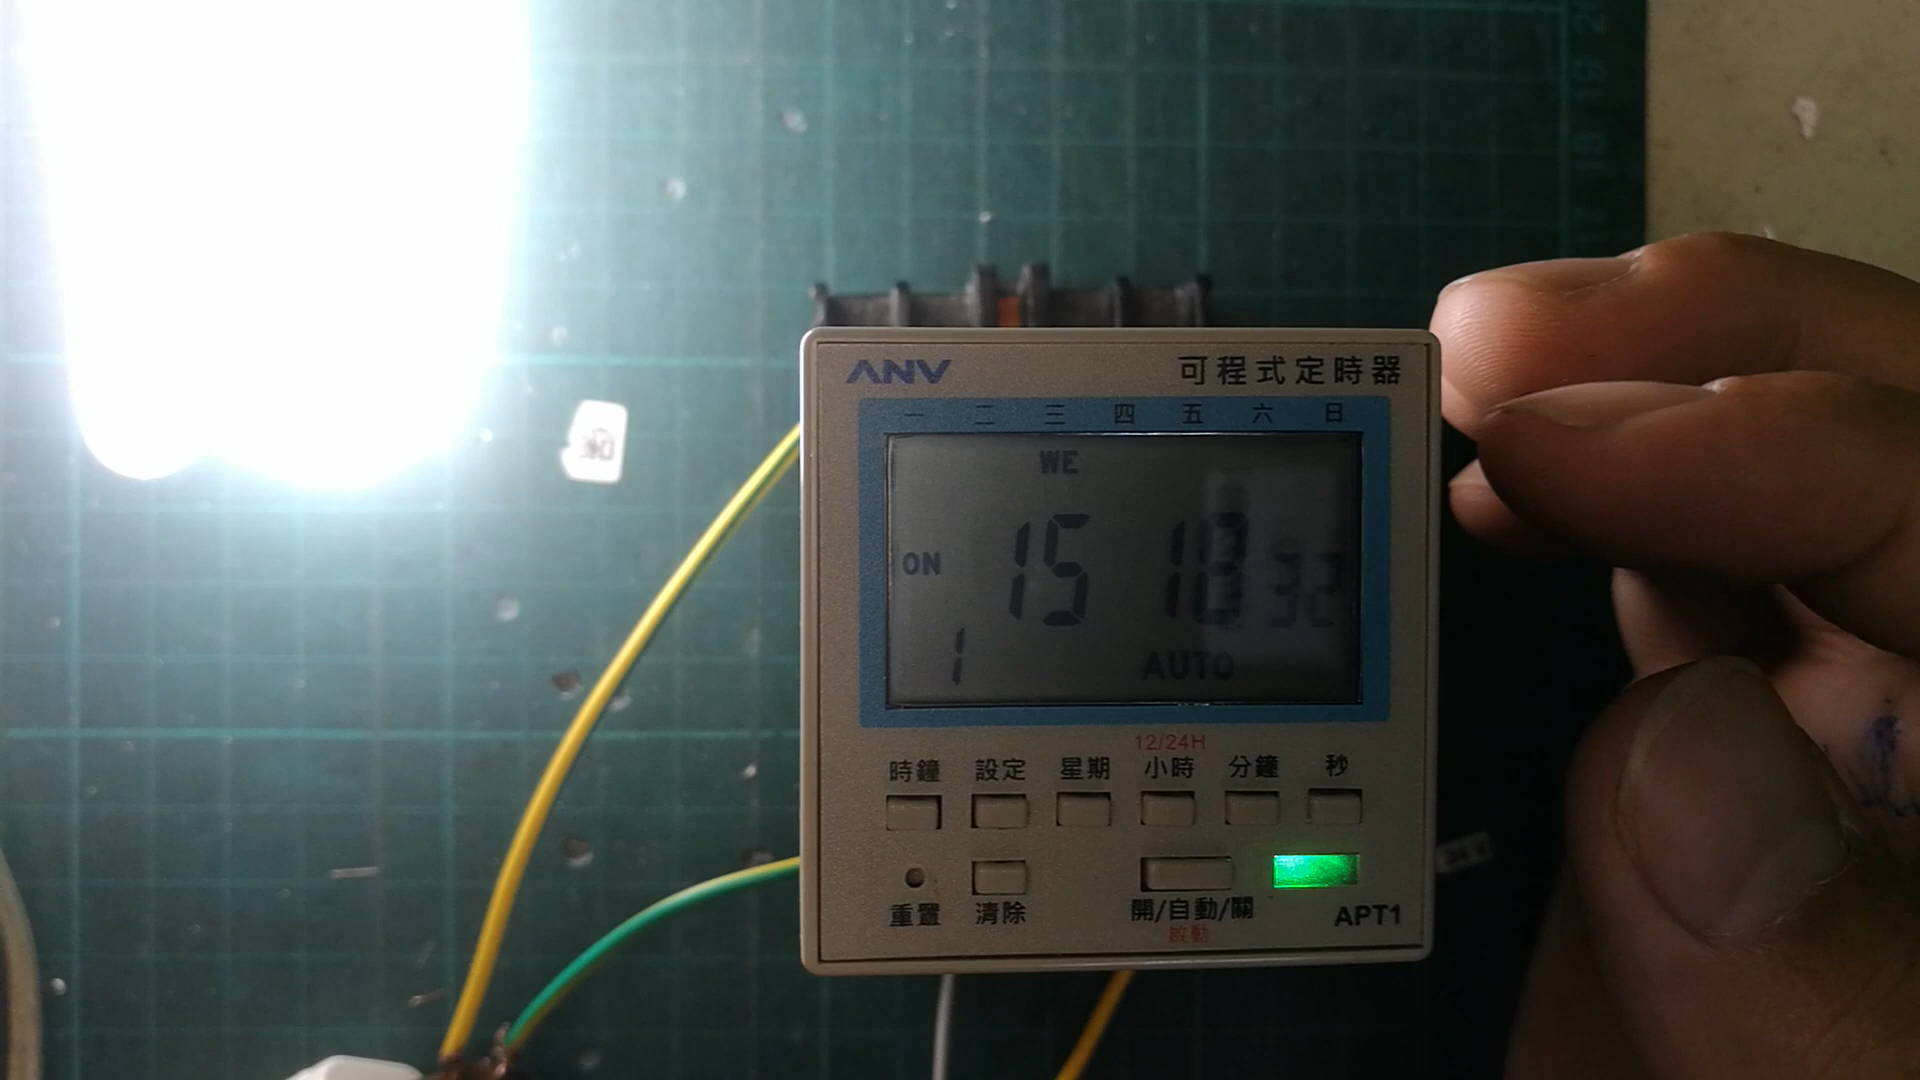 ANV 可程式定時器
一 二 三 四 五 六 日
WE
ON 15 18 32
1 AUTO
12/24H
時鐘 設定 星期 小時 分鐘 秒
重置 清除 開/自動/關 APT1
啟動
19
18